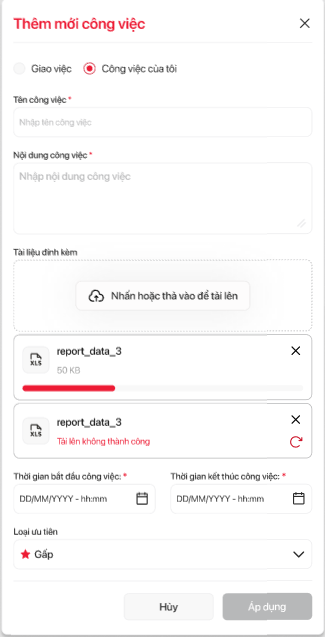 Thêm mới công việc
Giao việc
Công việc của tôi
Tên công việc *
Nhập tên công việc
Nội dung công việc *
Nhập nội dung công việc
Tài liệu đính kèm
Nhấn hoặc thả vào để tải lên
XLS
report_data_3
50 KB
XLS
report_data_3
Tải lên không thành công
Thời gian bắt đầu công việc: *
Thời gian kết thúc công việc: *
DD/MM/YYYY - hh:mm
DD/MM/YYYY - hh:mm
Loại ưu tiên
Gấp
Hủy
Áp dụng